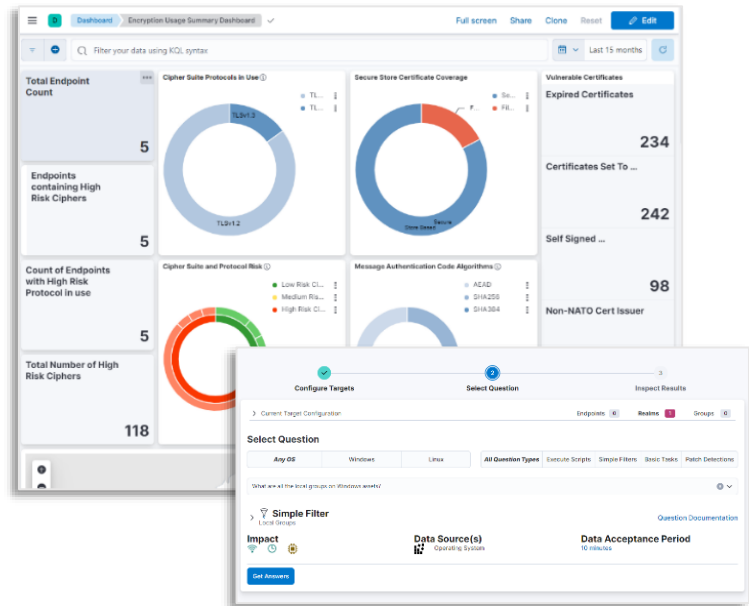 D Dashboard Encryption Usage Summary Dashboard
Full screen Share Clone Reset Edit
Filter your data using KQL syntax
Last 15 months
Total Endpoint
Count
5
Endpoints
containing High
Risk Ciphers
5
Count of Endpoints
with High Risk
Protocol in use
5
Total Number of High
Risk Ciphers
118
Cipher Suite Protocols in Use
TL...
TL...
TLSv1.3
TLSv1.2
Secure Store Certificate Coverage
Se...
Fil...
F...
Secure
Store Based
Vulnerable Certificates
Expired Certificates
234
Certificates Set To ...
242
Self Signed ...
98
Non-NATO Cert Issuer
Cipher Suite and Protocol Risk
Low Risk Ci...
Medium Ris...
High Risk Ci...
Message Authentication Code Algorithms
AEAD
SHA256
SHA384
2
3
Configure Targets
Select Question
Inspect Results
Current Target Configuration
Endpoints 0 Realms 1 Groups 0
Select Question
Any OS Windows Linux
All Question Types Execute Scripts Simple Filters Basic Tasks Patch Detections
What are all the local groups on Windows assets?
Simple Filter
Local Groups
Question Documentation
Impact
Data Source(s)
Operating System
Data Acceptance Period
10 minutes
Get Answers